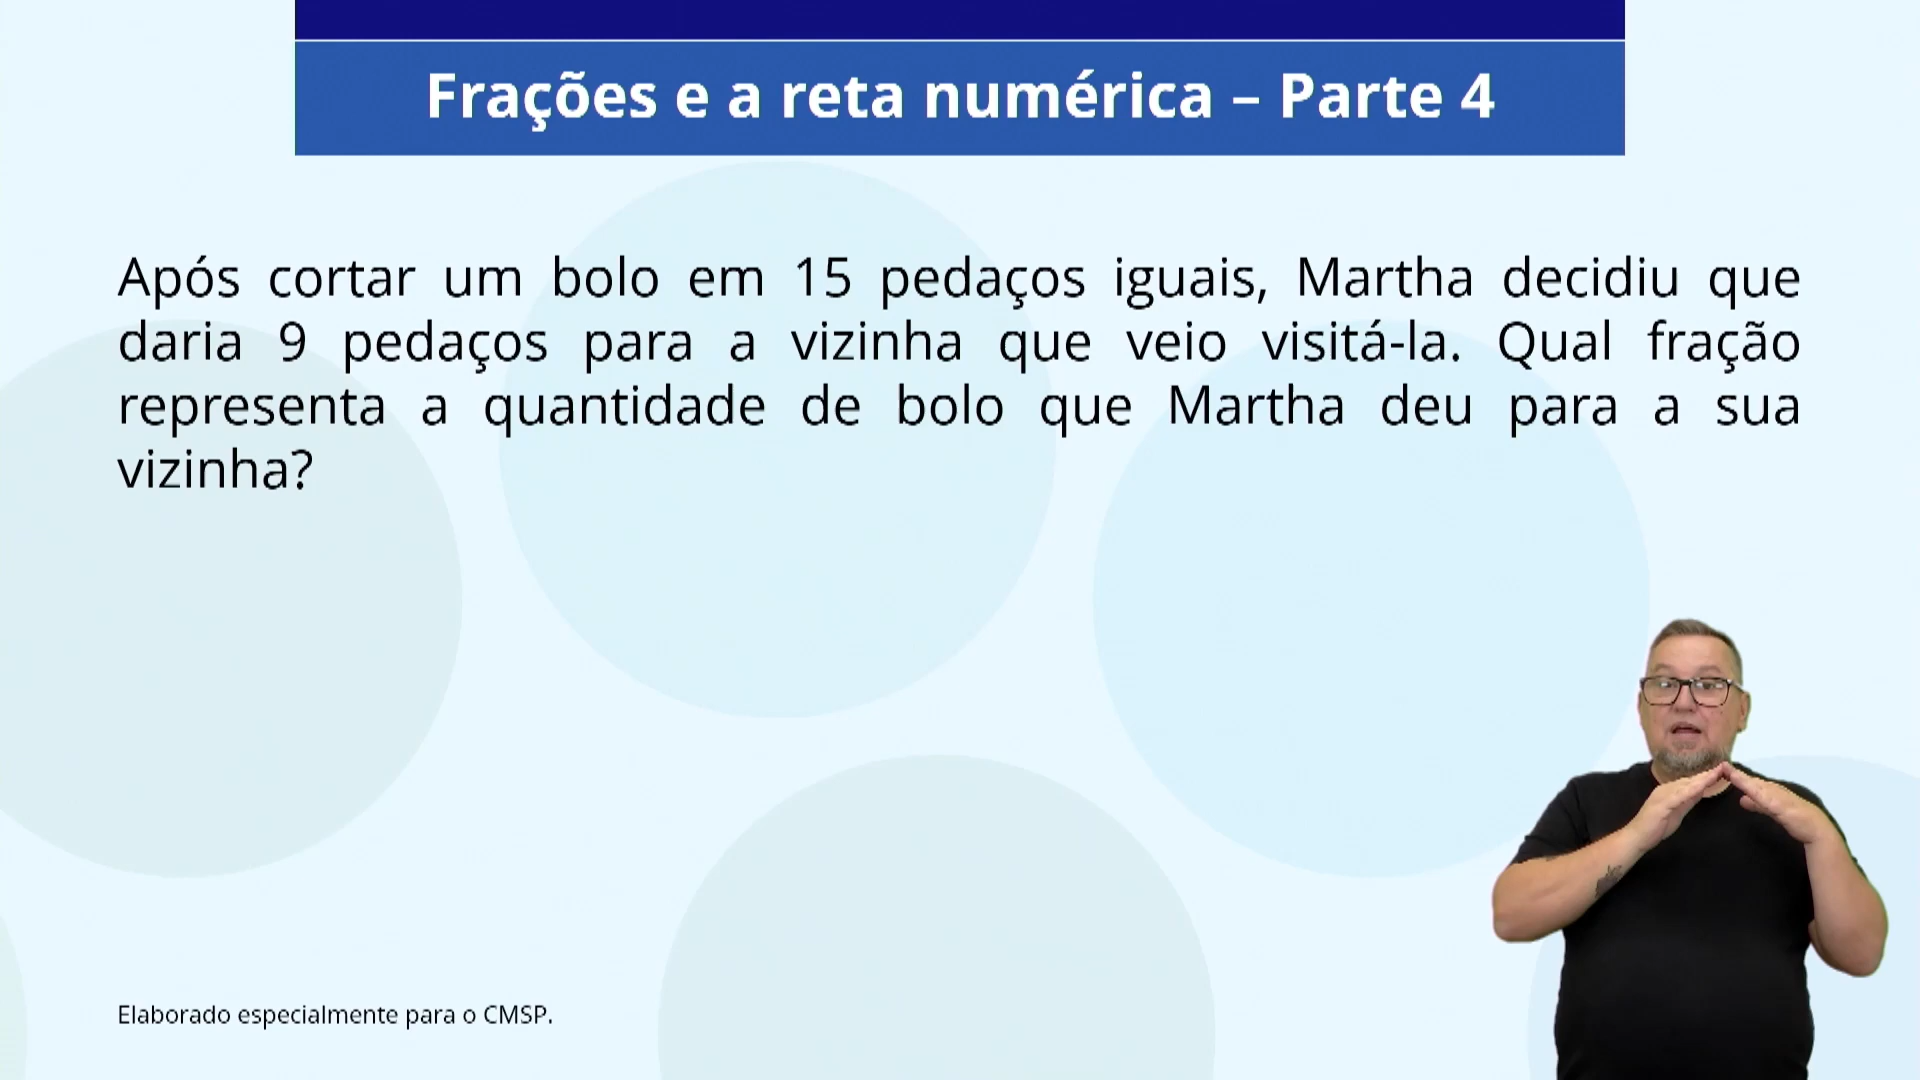 Frações e a reta numérica – Parte 4
Após cortar um bolo em 15 pedaços iguais, Martha decidiu que
daria 9 pedaços para a vizinha que veio visitá-la. Qual fração
representa a quantidade de bolo que Martha deu para a sua
vizinha?
Elaborado especialmente para o CMSP.